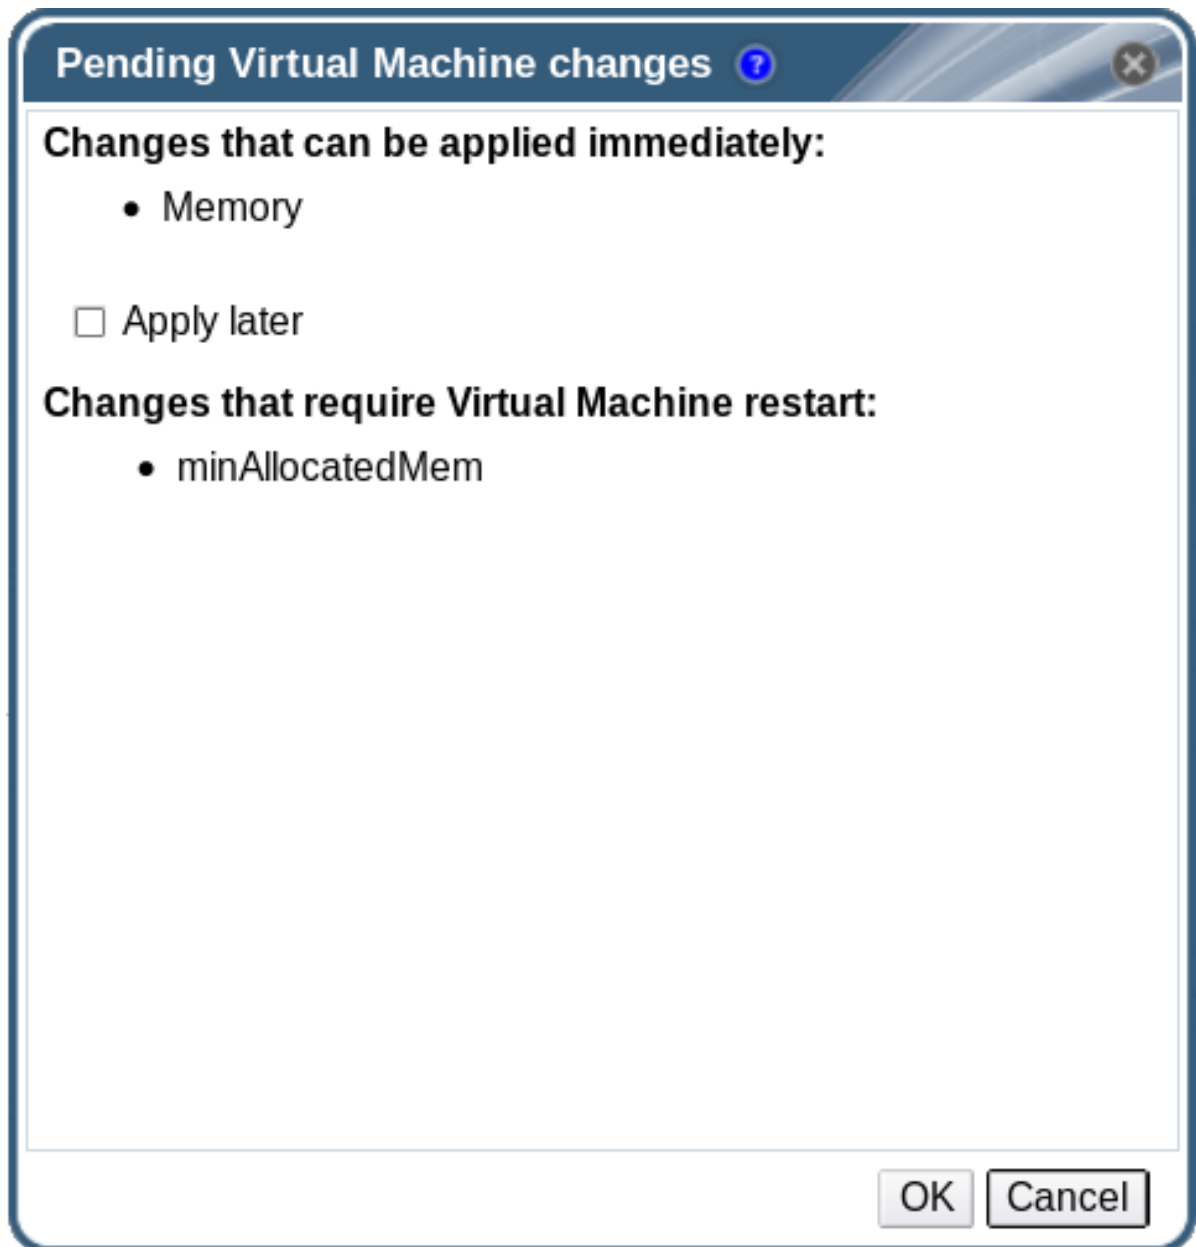 Pending Virtual Machine changes ?
Changes that can be applied immediately:
• Memory
Apply later
Changes that require Virtual Machine restart:
• minAllocatedMem
OK Cancel